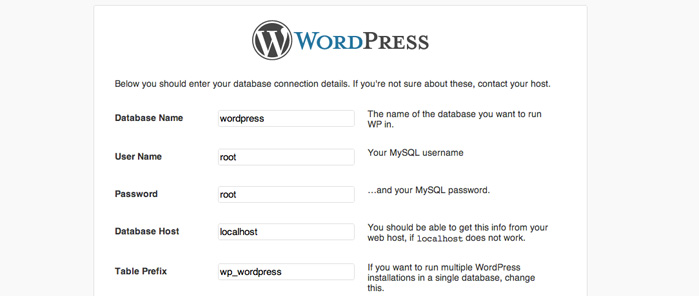 WORDPRESS
Below you should enter your database connection details. If you're not sure about these, contact your host.
Database Name
wordpress
The name of the database you want to run
WP in.
User Name
root
Your MySQL username
Password
root
...and your MySQL password.
Database Host
localhost
You should be able to get this info from your
web host, if localhost does not work.
Table Prefix
wp_wordpress
If you want to run multiple WordPress
installations in a single database, change
this.